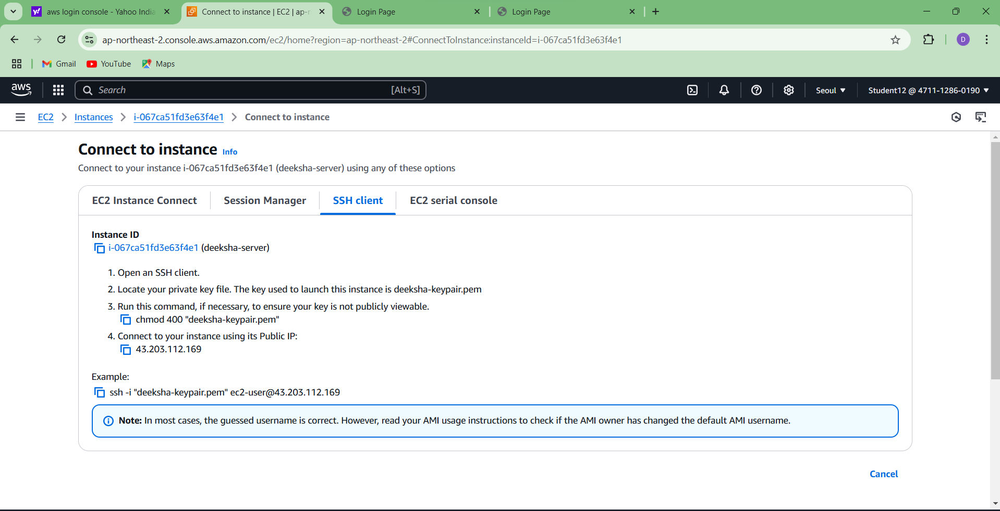 aws login console - Yahoo India
Connect to instance | EC2 | ap-n
Login Page
Login Page
ap-northeast-2.console.aws.amazon.com/ec2/home?region=ap-northeast-2#ConnectToInstance:instanceId=i-067ca51fd3e63f4e1
D
Gmail
YouTube
Maps
aws
Search
[Alt+S]
Seoul
Student12 @ 4711-1286-0190
EC2
Instances
i-067ca51fd3e63f4e1
Connect to instance
Connect to instance Info
Connect to your instance i-067ca51fd3e63f4e1 (deeksha-server) using any of these options
EC2 Instance Connect
Session Manager
SSH client
EC2 serial console
Instance ID
i-067ca51fd3e63f4e1 (deeksha-server)
1. Open an SSH client.
2. Locate your private key file. The key used to launch this instance is deeksha-keypair.pem
3. Run this command, if necessary, to ensure your key is not publicly viewable.
chmod 400 "deeksha-keypair.pem"
4. Connect to your instance using its Public IP:
43.203.112.169
Example:
ssh -i "deeksha-keypair.pem" ec2-user@43.203.112.169
Note: In most cases, the guessed username is correct. However, read your AMI usage instructions to check if the AMI owner has changed the default AMI username.
Cancel